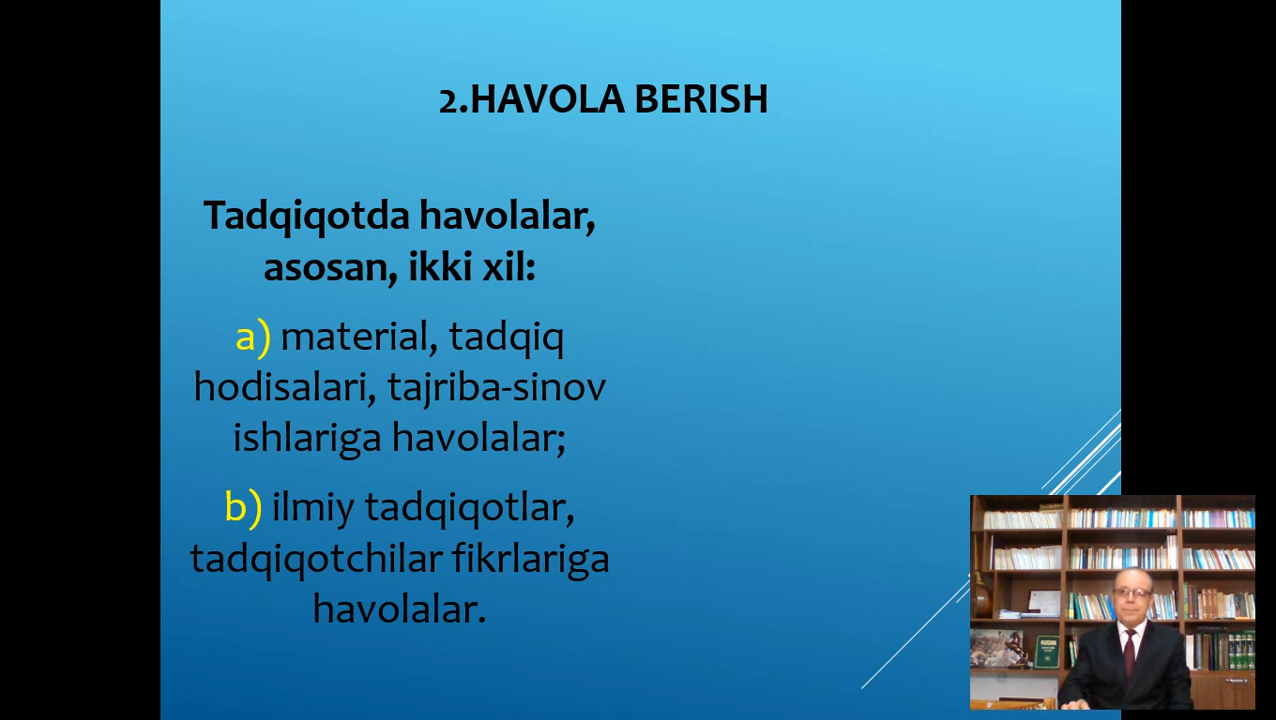 2.HAVOLA BERISH
Tadqiqotda havolalar,
asosan, ikki xil:
a) material, tadqiq
hodisalari, tajriba-sinov
ishlariga havolalar;
b) ilmiy tadqiqotlar,
tadqiqotchilar fikrlariga
havolalar.